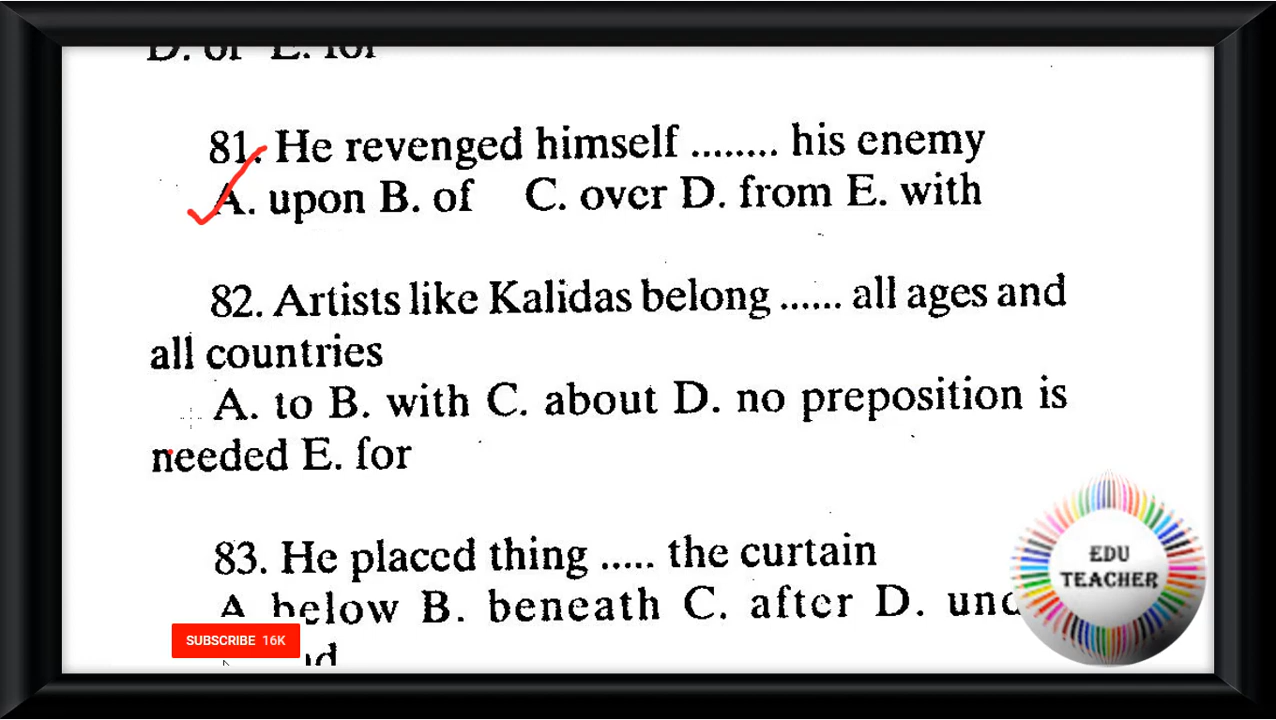 D. of E. for
81. He revenged himself ........ his enemy
A. upon B. of C. over D. from E. with
82. Artists like Kalidas belong ...... all ages and
all countries
A. to B. with C. about D. no preposition is
needed E. for
83. He placed thing ..... the curtain
A below B. beneath C. after D.
SUBSCRIBE 16K
EDU
TEACHER